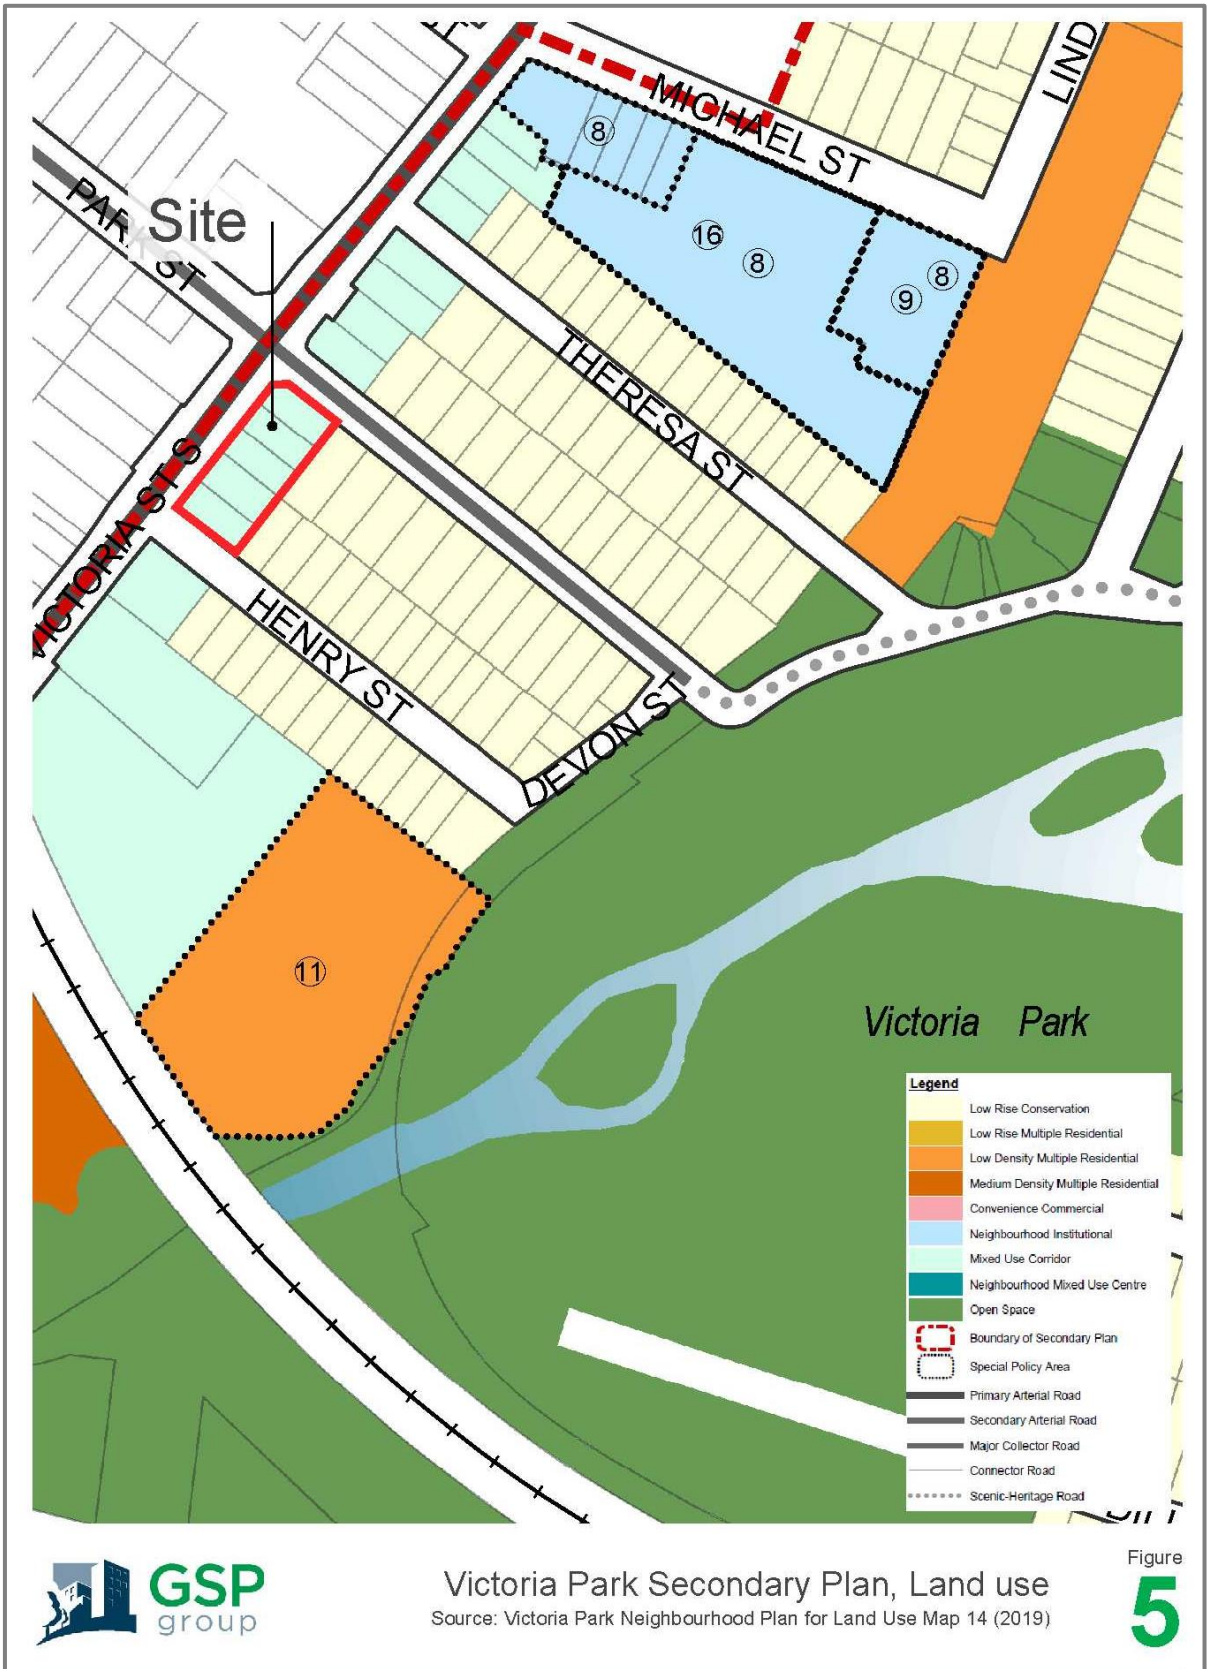 LIND
MICHAEL ST
8
PARK ST
Site
16
8
8
9
THERESA ST
VICTORIA ST S
HENRY ST
DEVON ST
11
Victoria Park
Legend
Low Rise Conservation
Low Rise Multiple Residential
Low Density Multiple Residential
Medium Density Multiple Residential
Convenience Commercial
Neighbourhood Institutional
Mixed Use Corridor
Neighbourhood Mixed Use Centre
Open Space
Boundary of Secondary Plan
Special Policy Area
Primary Arterial Road
Secondary Arterial Road
Major Collector Road
Connector Road
Scenic-Heritage Road
GSP
group
Victoria Park Secondary Plan, Land use
Source: Victoria Park Neighbourhood Plan for Land Use Map 14 (2019)
Figure
5